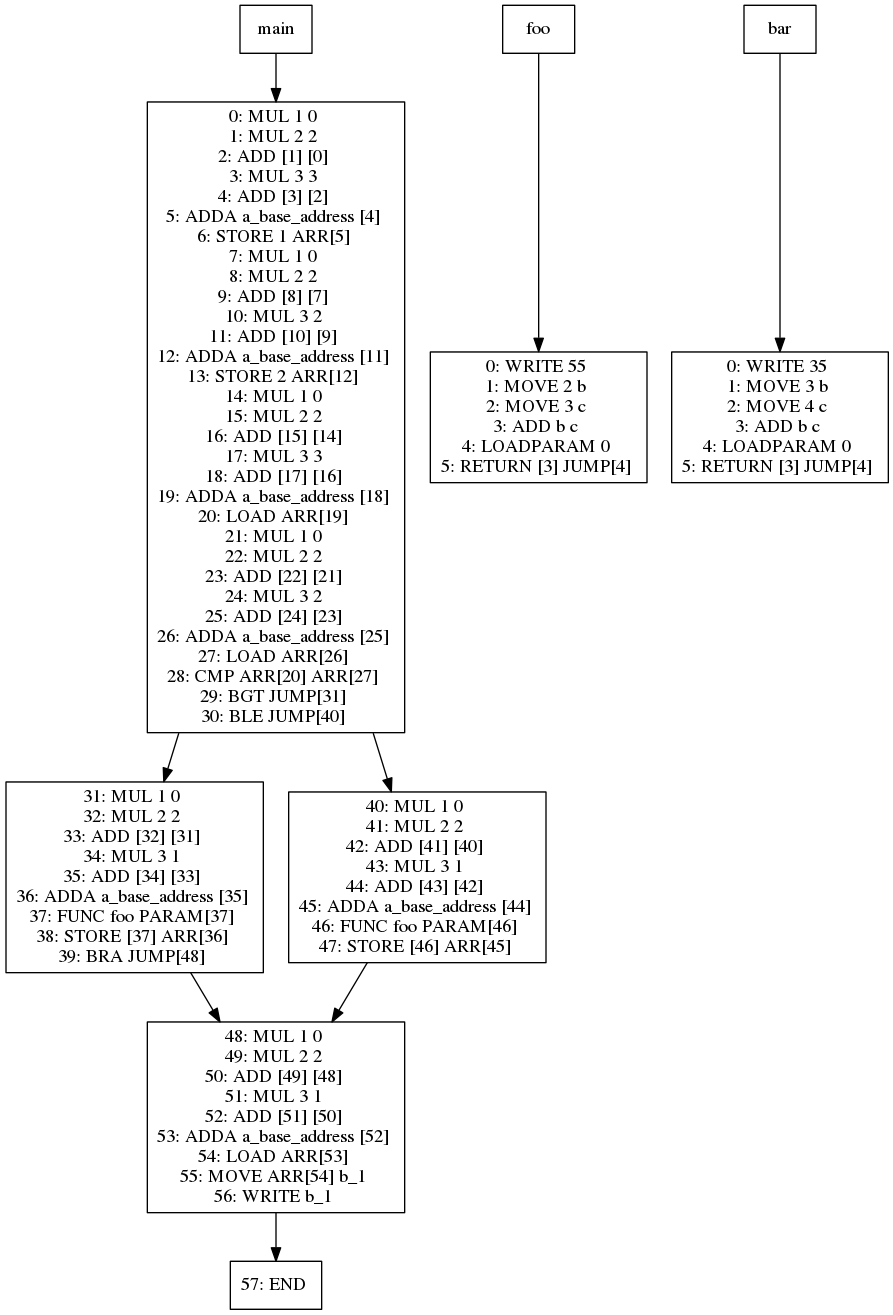 main
foo
bar
0: MUL 1 0
1: MUL 2 2
2: ADD [1] [0]
3: MUL 3 3
4: ADD [3] [2]
5: ADDA a_base_address [4]
6: STORE 1 ARR[5]
7: MUL 1 0
8: MUL 2 2
9: ADD [8] [7]
10: MUL 3 2
11: ADD [10] [9]
12: ADDA a_base_address [11]
13: STORE 2 ARR[12]
14: MUL 1 0
15: MUL 2 2
16: ADD [15] [14]
17: MUL 3 3
18: ADD [17] [16]
19: ADDA a_base_address [18]
20: LOAD ARR[19]
21: MUL 1 0
22: MUL 2 2
23: ADD [22] [21]
24: MUL 3 2
25: ADD [24] [23]
26: ADDA a_base_address [25]
27: LOAD ARR[26]
28: CMP ARR[20] ARR[27]
29: BGT JUMP[31]
30: BLE JUMP[40]
0: WRITE 55
1: MOVE 2 b
2: MOVE 3 c
3: ADD b c
4: LOADPARAM 0
5: RETURN [3] JUMP[4]
0: WRITE 35
1: MOVE 3 b
2: MOVE 4 c
3: ADD b c
4: LOADPARAM 0
5: RETURN [3] JUMP[4]
31: MUL 1 0
32: MUL 2 2
33: ADD [32] [31]
34: MUL 3 1
35: ADD [34] [33]
36: ADDA a_base_address [35]
37: FUNC foo PARAM[37]
38: STORE [37] ARR[36]
39: BRA JUMP[48]
40: MUL 1 0
41: MUL 2 2
42: ADD [41] [40]
43: MUL 3 1
44: ADD [43] [42]
45: ADDA a_base_address [44]
46: FUNC foo PARAM[46]
47: STORE [46] ARR[45]
48: MUL 1 0
49: MUL 2 2
50: ADD [49] [48]
51: MUL 3 1
52: ADD [51] [50]
53: ADDA a_base_address [52]
54: LOAD ARR[53]
55: MOVE ARR[54] b_1
56: WRITE b_1
57: END